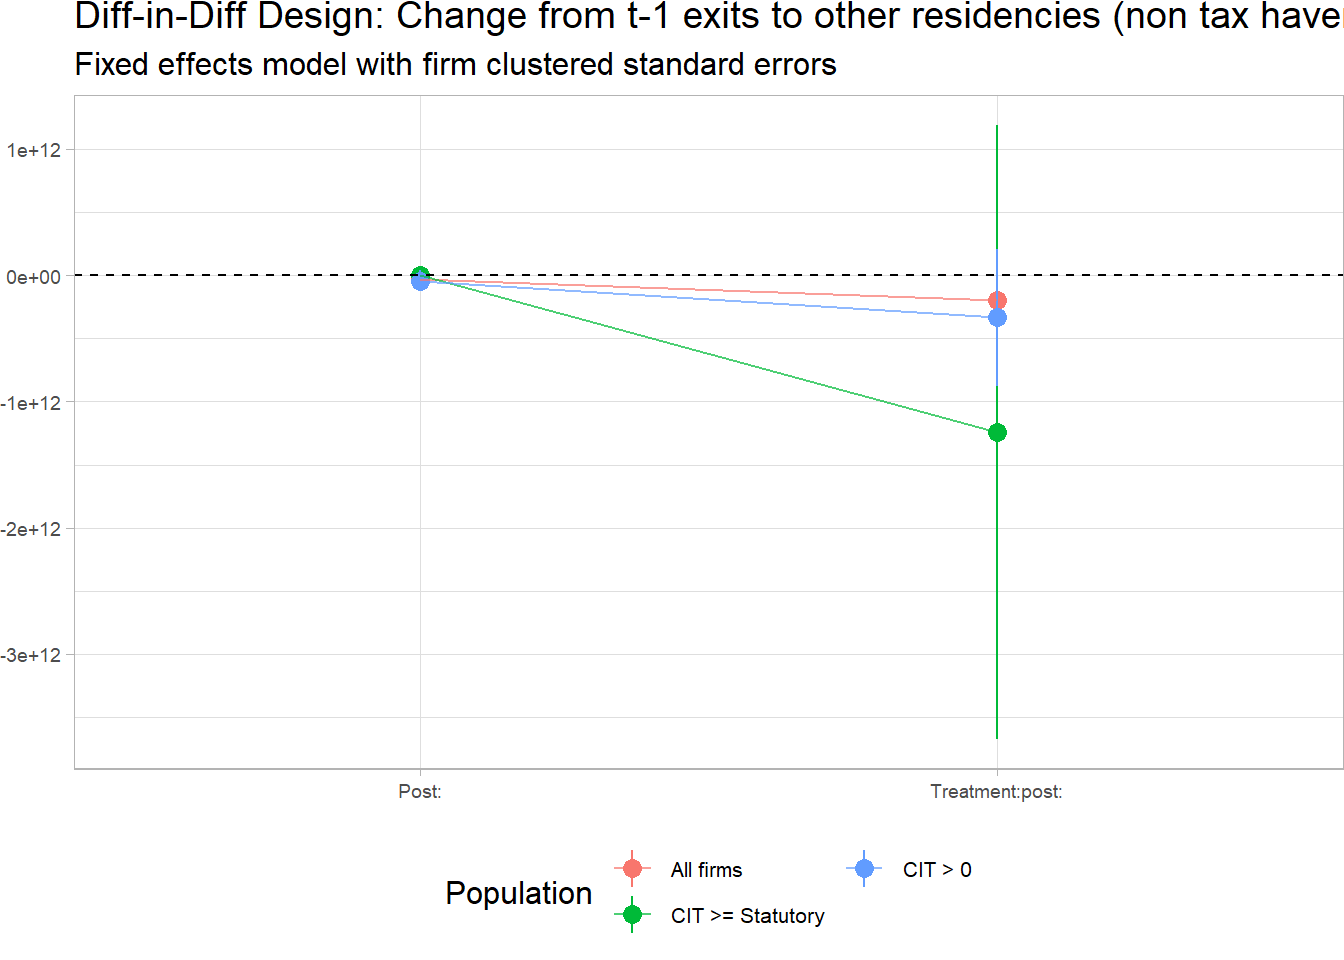 Diff-in-Diff Design: Change from t-1 exits to other residencies (non tax have
Fixed effects model with firm clustered standard errors
1e+12
0e+00
-1e+12
-2e+12
-3e+12
Post:
Treatment:post:
Population
All firms
CIT > 0
CIT >= Statutory